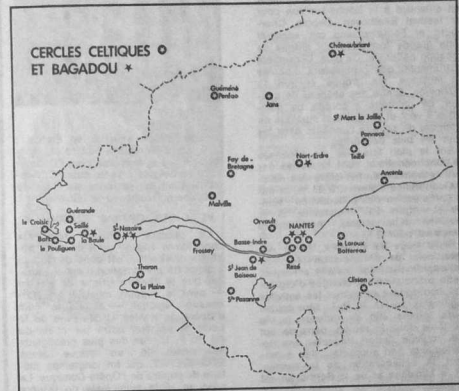 CERCLES CELTIQUES
ET BAGADOU ★
Châteaubriant
Guéméné
Penfao
Jans
St Mars la Jaille
Pannecé
Teillé
Nort-Erdre
Fay de-
Bretagne
Ancenis
Malville
Guérande
le Croisic
Saillé
St Nazaire
Orvault
NANTES
Batz
la Baule
le Pouliguen
Basse-Indre
le Loroux
Bottereau
Frossay
St Jean de
Boiseau
Rezé
Tharon
la Plaine
Ste Pazanne
Clisson